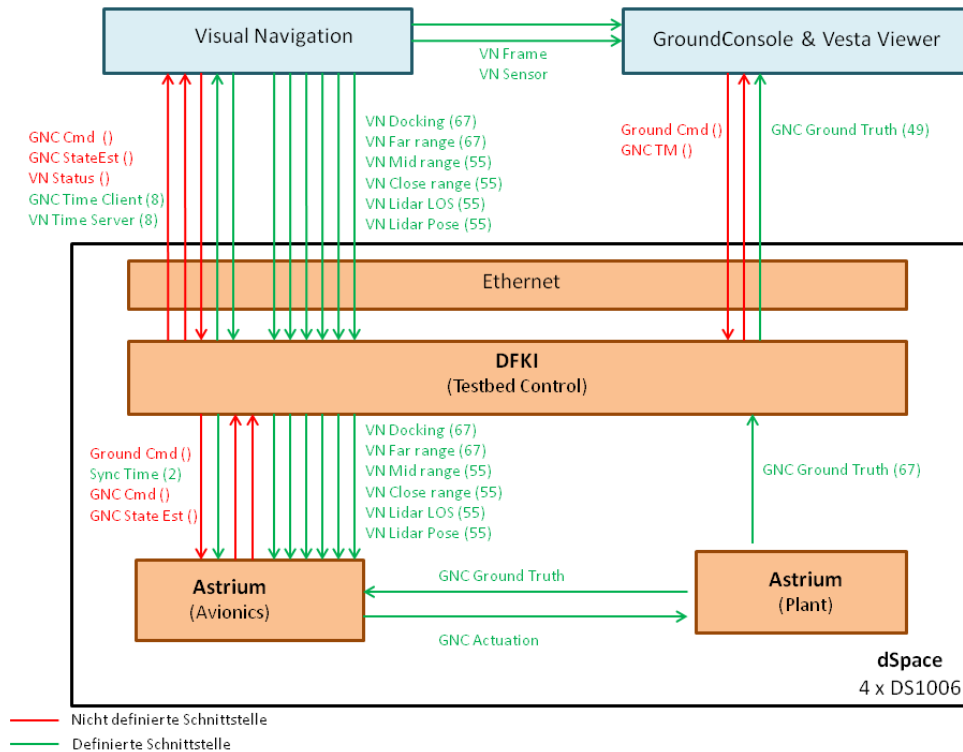 Visual Navigation
GroundConsole & Vesta Viewer
VN Frame
VN Sensor
GNC Cmd ()
GNC StateEst ()
VN Status ()
GNC Time Client (8)
VN Time Server (8)
VN Docking (67)
VN Far range (67)
VN Mid range (55)
VN Close range (55)
VN Lidar LOS (55)
VN Lidar Pose (55)
Ground Cmd ()
GNC TM ()
GNC Ground Truth (49)
Ethernet
DFKI
(Testbed Control)
Ground Cmd ()
Sync Time (2)
GNC Cmd ()
GNC State Est ()
VN Docking (67)
VN Far range (67)
VN Mid range (55)
VN Close range (55)
VN Lidar LOS (55)
VN Lidar Pose (55)
GNC Ground Truth (67)
Astrium
(Avionics)
GNC Ground Truth
GNC Actuation
Astrium
(Plant)
dSpace
4 x DS1006
Nicht definierte Schnittstelle
Definierte Schnittstelle